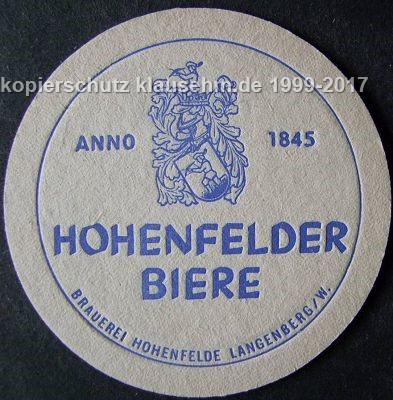 kopierschutz klausehm.de 1999-2017
ANNO 1845
HOHENFELDER
BIERE
BRAUEREI HOHENFELDE LANGENBERG/W.